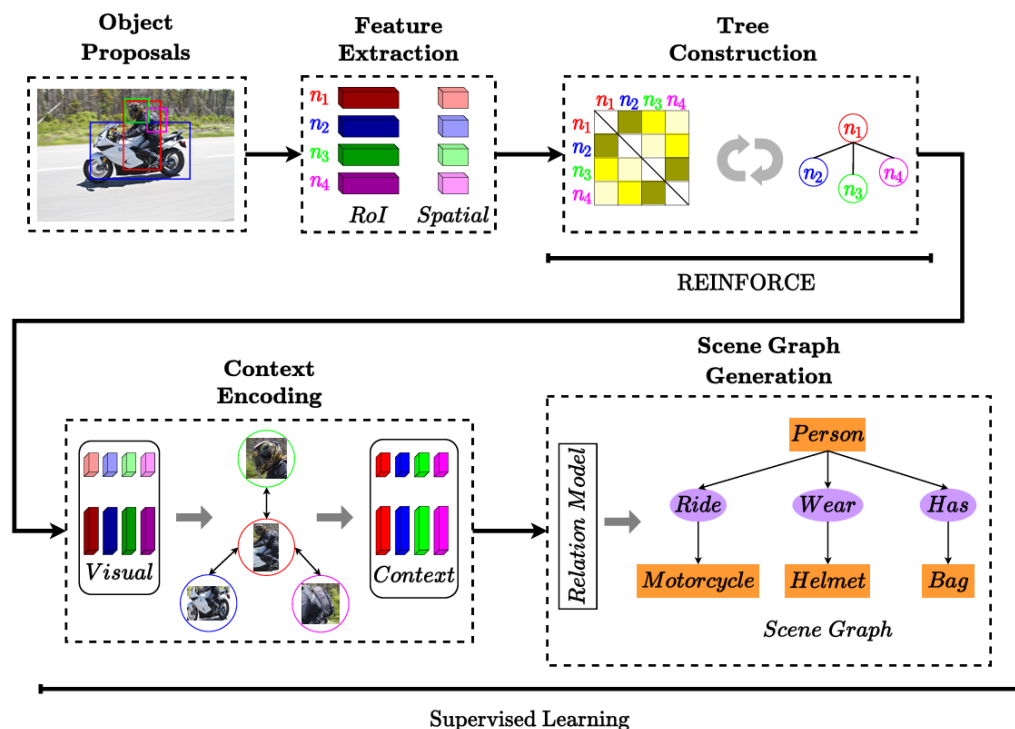 Object
Proposals
Feature
Extraction
Tree
Construction
n1
n2
n3
n4
RoI Spatial
n1 n2 n3 n4
n1
n2
n3
n4
n1
n2
n3
n4
REINFORCE
Context
Encoding
Visual
Context
Scene Graph
Generation
Relation Model
Person
Ride Wear Has
Motorcycle Helmet Bag
Scene Graph
Supervised Learning